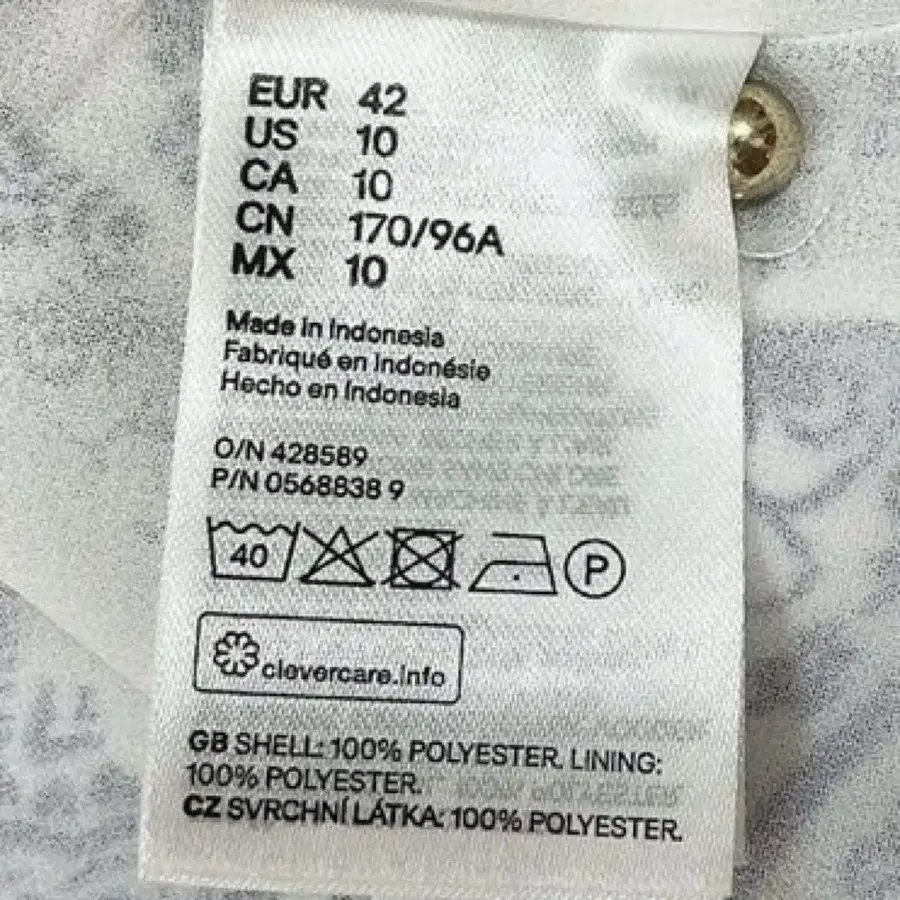 EUR 42
US 10
CA 10
CN 170/96A
MX 10
Made in Indonesia
Fabriqué en Indonésie
Hecho en Indonesia
O/N 428589
P/N 0568838 9
40 P
clevercare.info
GB SHELL: 100% POLYESTER. LINING:
100% POLYESTER.
CZ SVRCHNÍ LÁTKA: 100% POLYESTER.